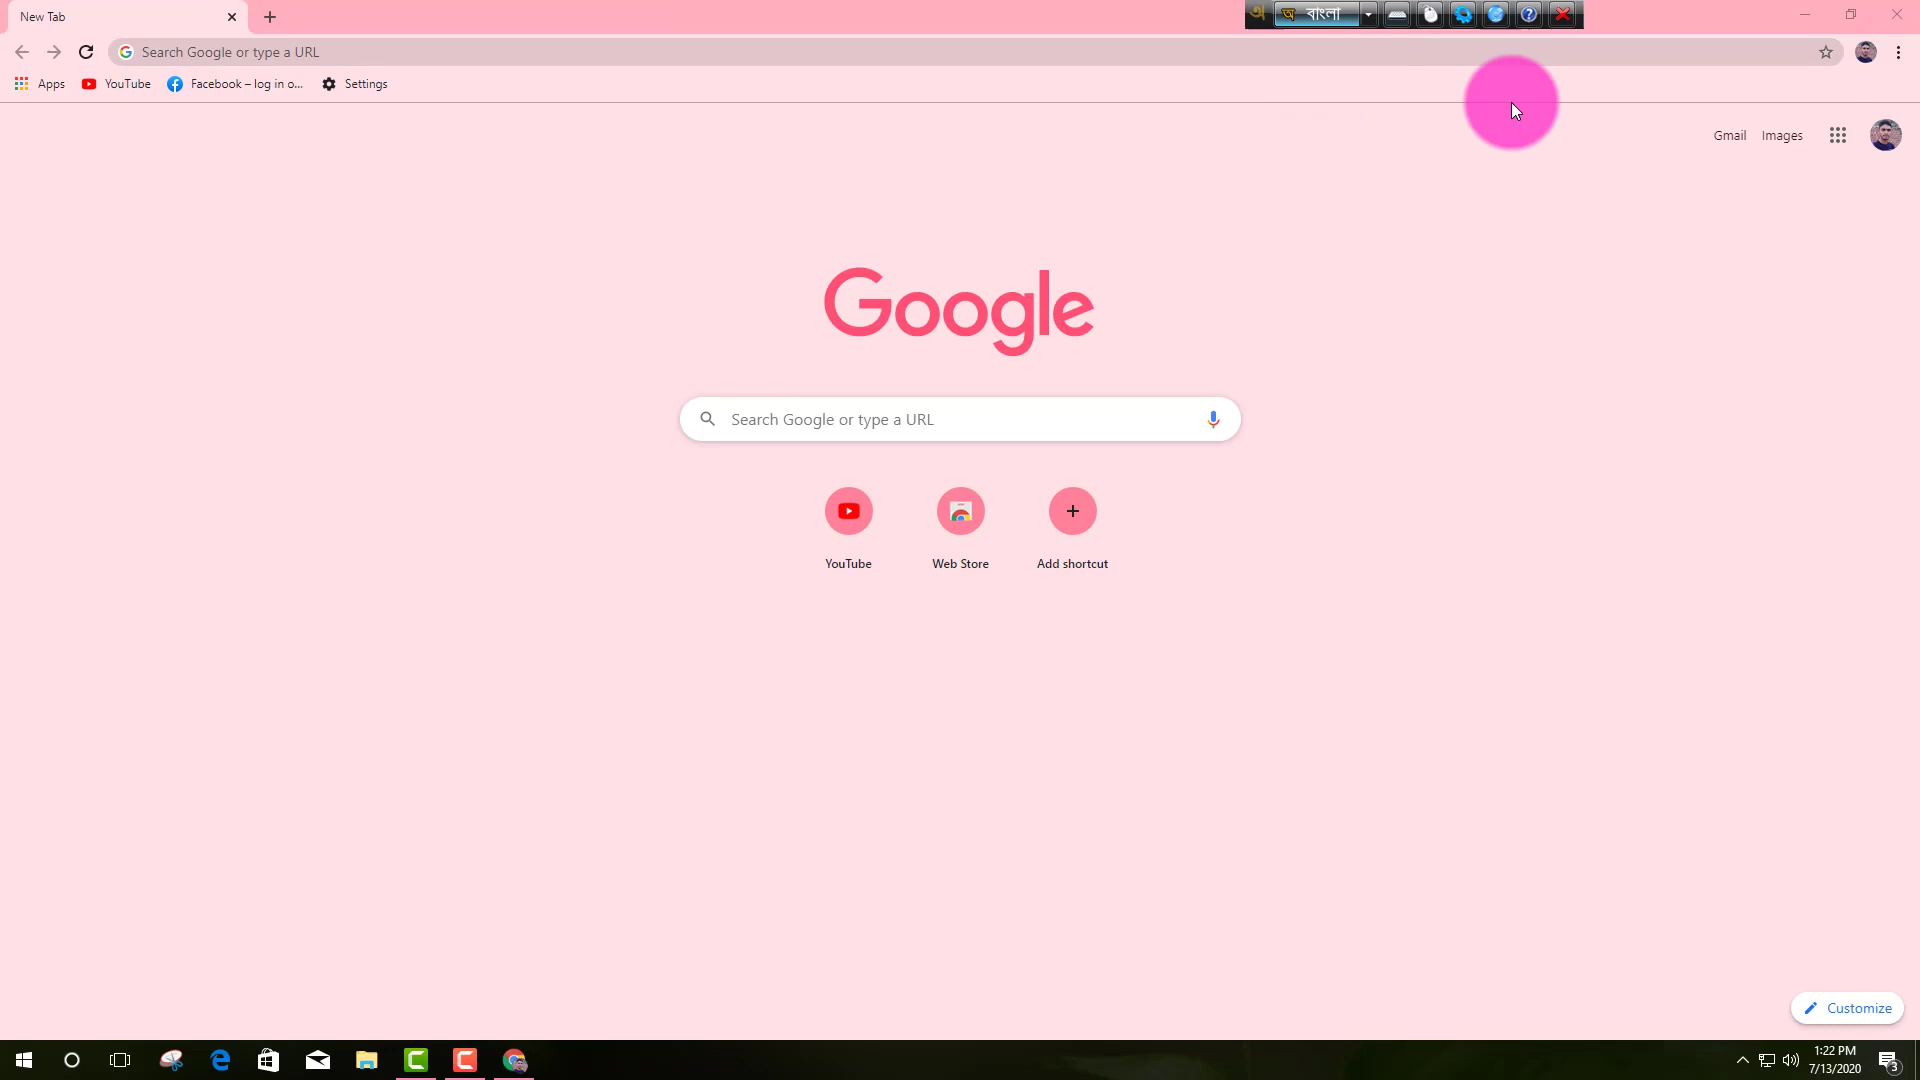 New Tab
অ বাংলা
Search Google or type a URL
Apps YouTube Facebook – log in o... Settings
Gmail Images
Google
Search Google or type a URL
YouTube Web Store Add shortcut
Customize
1:22 PM
7/13/2020
3